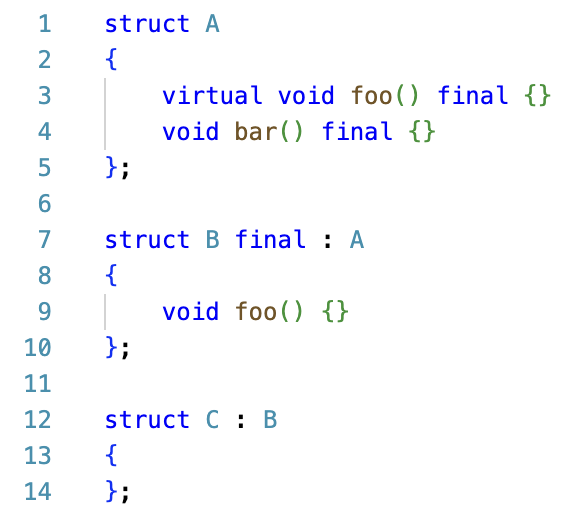 1 struct A
2 {
3     virtual void foo() final {}
4     void bar() final {}
5 };
6
7 struct B final : A
8 {
9     void foo() {}
10 };
11
12 struct C : B
13 {
14 };